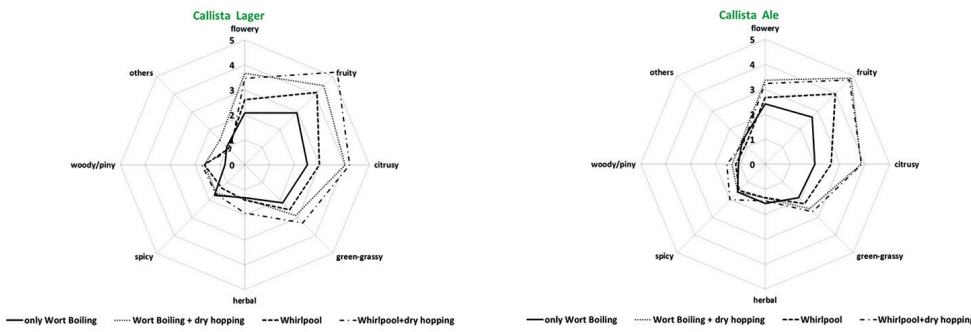 Callista Lager
flowery
5
4
3
2
1
0
fruity
citrusy
green-grassy
herbal
spicy
woody/piny
others
only Wort Boiling
Wort Boiling + dry hopping
Whirlpool
Whirlpool+dry hopping
Callista Ale
flowery
5
4
3
2
1
0
fruity
citrusy
green-grassy
herbal
spicy
woody/piny
others
only Wort Boiling
Wort Boiling + dry hopping
Whirlpool
Whirlpool+dry hopping